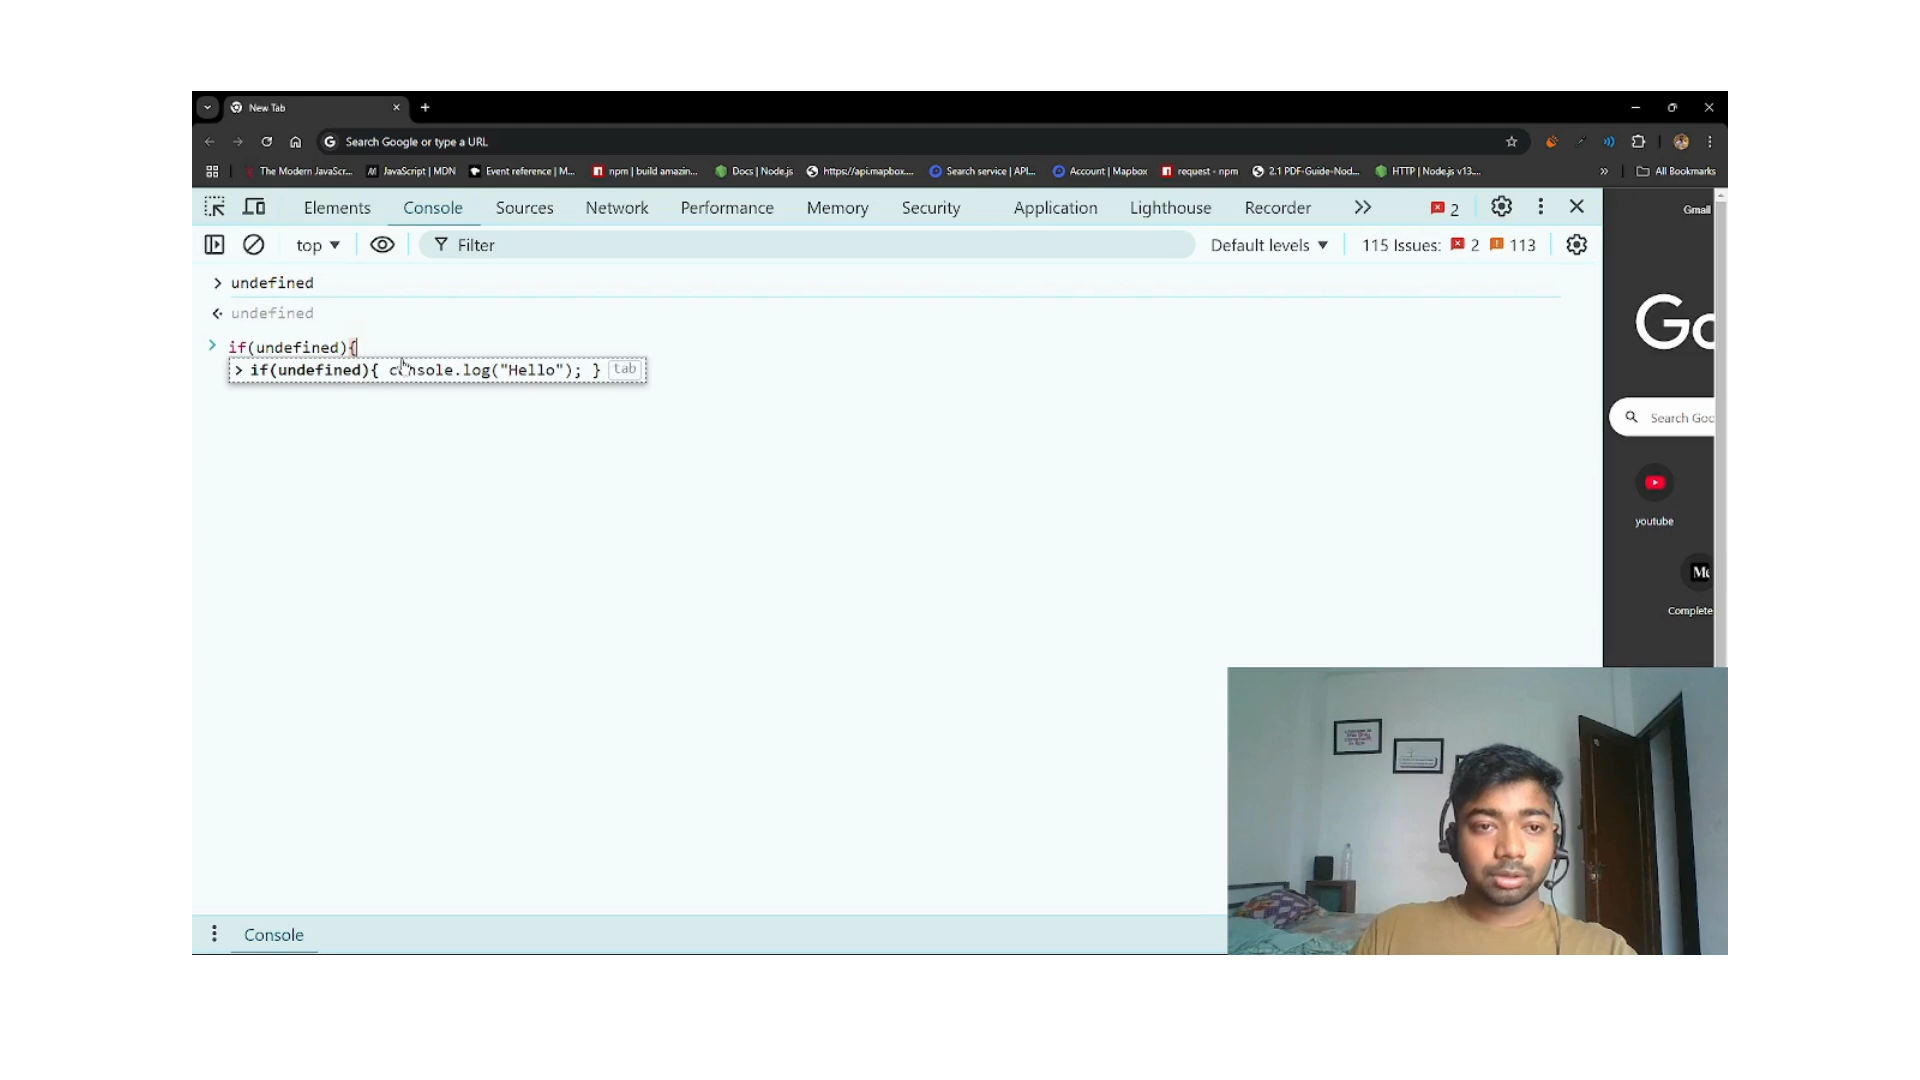 New Tab
Search Google or type a URL
The Modern JavaScr... JavaScript | MDN Event reference | M... npm | build amazin... Docs | Node.js https://api.mapbox.... Search service | API... Account | Mapbox request - npm 2.1 PDF-Guide-Nod... HTTP | Node.js v13.... » All Bookmarks
Elements Console Sources Network Performance Memory Security Application Lighthouse Recorder 2
Gmail
top Filter Default levels 115 Issues: 2 113
> undefined
undefined
> if(undefined){
> if(undefined){ console.log("Hello"); } tab
Go
Search Goo
youtube
Me
Complete
Console